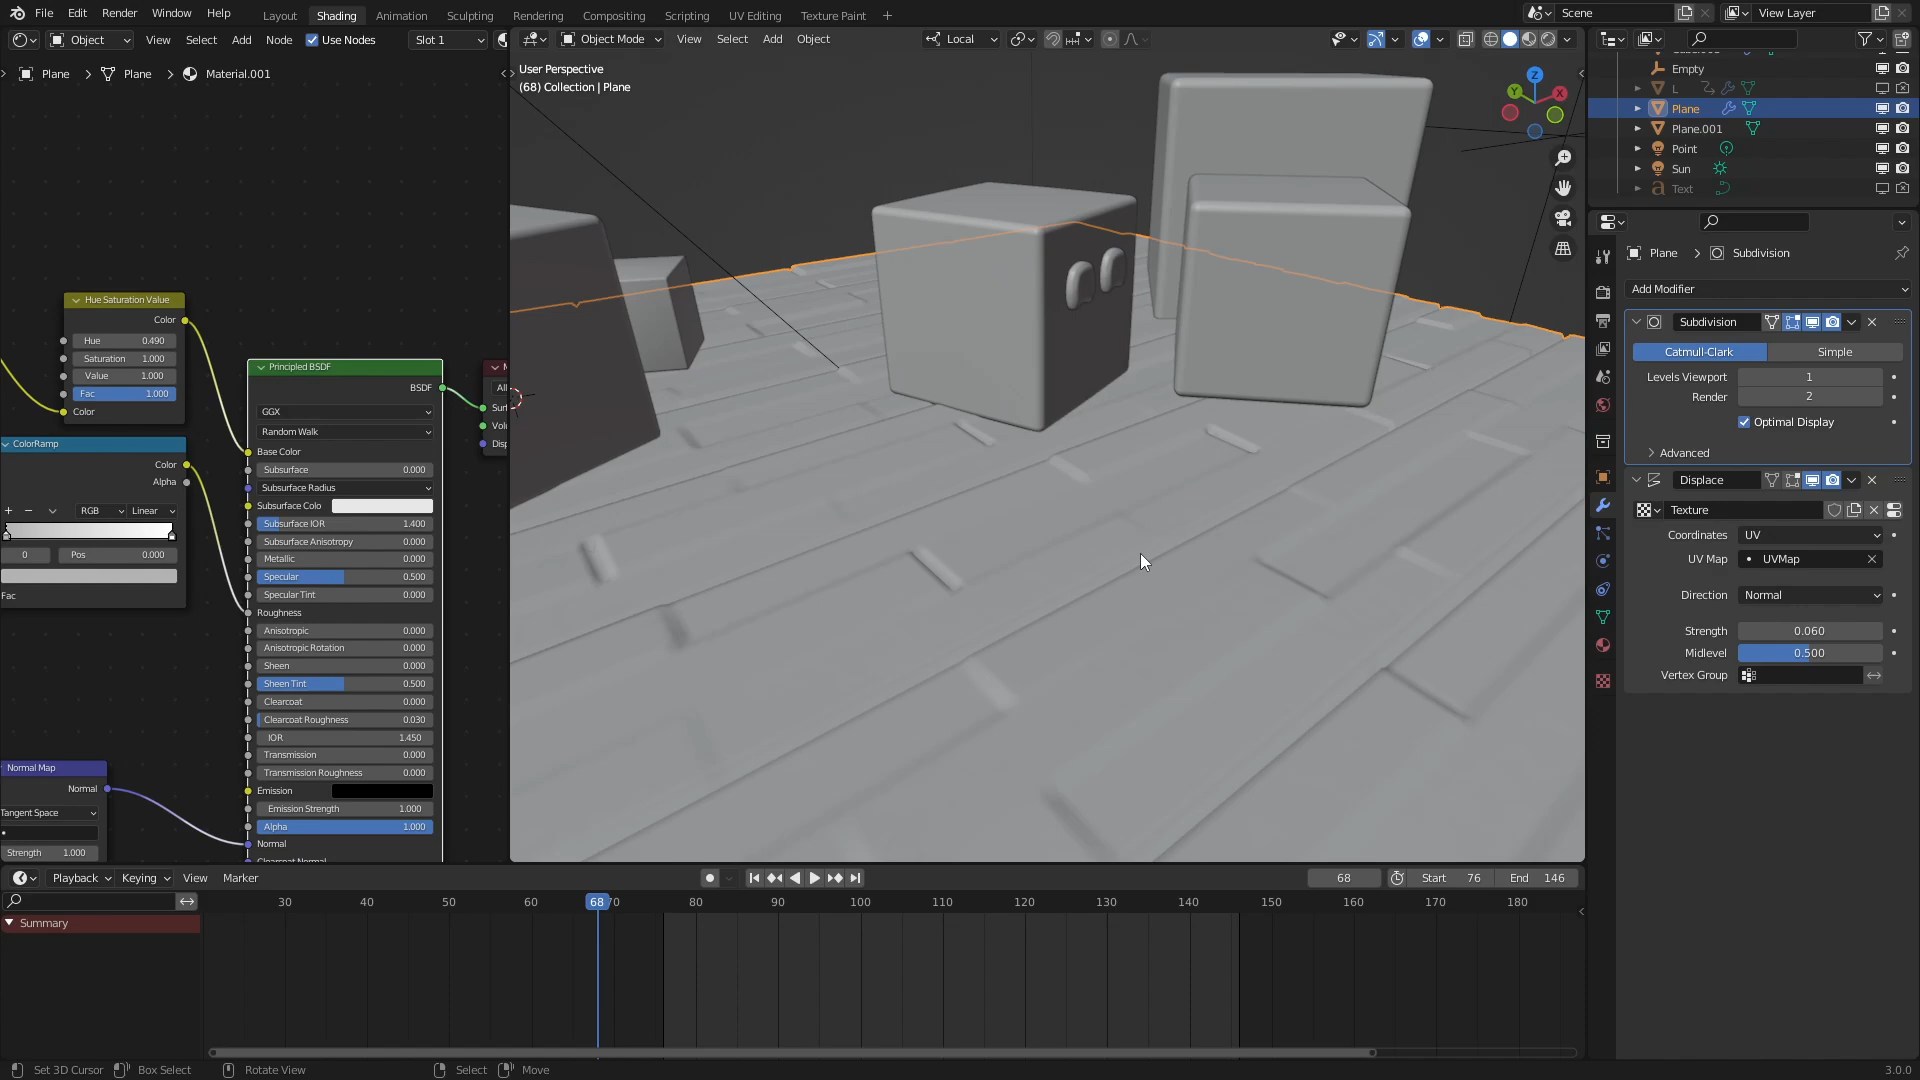 File Edit Render Window Help Layout Shading Animation Sculpting Rendering Compositing Scripting UV Editing Texture Paint + Scene View Layer
Object View Select Add Node Use Nodes Slot 1 Object Mode View Select Add Object Local
Plane > Plane > Material.001
User Perspective
(68) Collection | Plane
Z
Y
X
Empty
L
Plane
Plane.001
Point
Sun
Text
Plane > Subdivision
Add Modifier
Subdivision
Catmull-Clark Simple
Levels Viewport 1
Render 2
Optimal Display
Advanced
Displace
Texture
Coordinates UV
UV Map UVMap
Direction Normal
Strength 0.060
Midlevel 0.500
Vertex Group
Hue Saturation Value
Color
Hue 0.490
Saturation 1.000
Value 1.000
Fac 1.000
Color
ColorRamp
Color
Alpha
+ − RGB Linear
0 Pos 0.000
Fac
Normal Map
Normal
Tangent Space
Strength 1.000
Principled BSDF
BSDF
GGX
Random Walk
Base Color
Subsurface 0.000
Subsurface Radius
Subsurface Colo
Subsurface IOR 1.400
Subsurface Anisotropy 0.000
Metallic 0.000
Specular 0.500
Specular Tint 0.000
Roughness
Anisotropic 0.000
Anisotropic Rotation 0.000
Sheen 0.000
Sheen Tint 0.500
Clearcoat 0.000
Clearcoat Roughness 0.030
IOR 1.450
Transmission 0.000
Transmission Roughness 0.000
Emission
Emission Strength 1.000
Alpha 1.000
Normal
All
Surf
Volu
Disp
Playback Keying View Marker 68 Start 76 End 146
30 40 50 60 68 70 80 90 100 110 120 130 140 150 160 170 180
Summary
Set 3D Cursor Box Select Rotate View Select Move 3.0.0